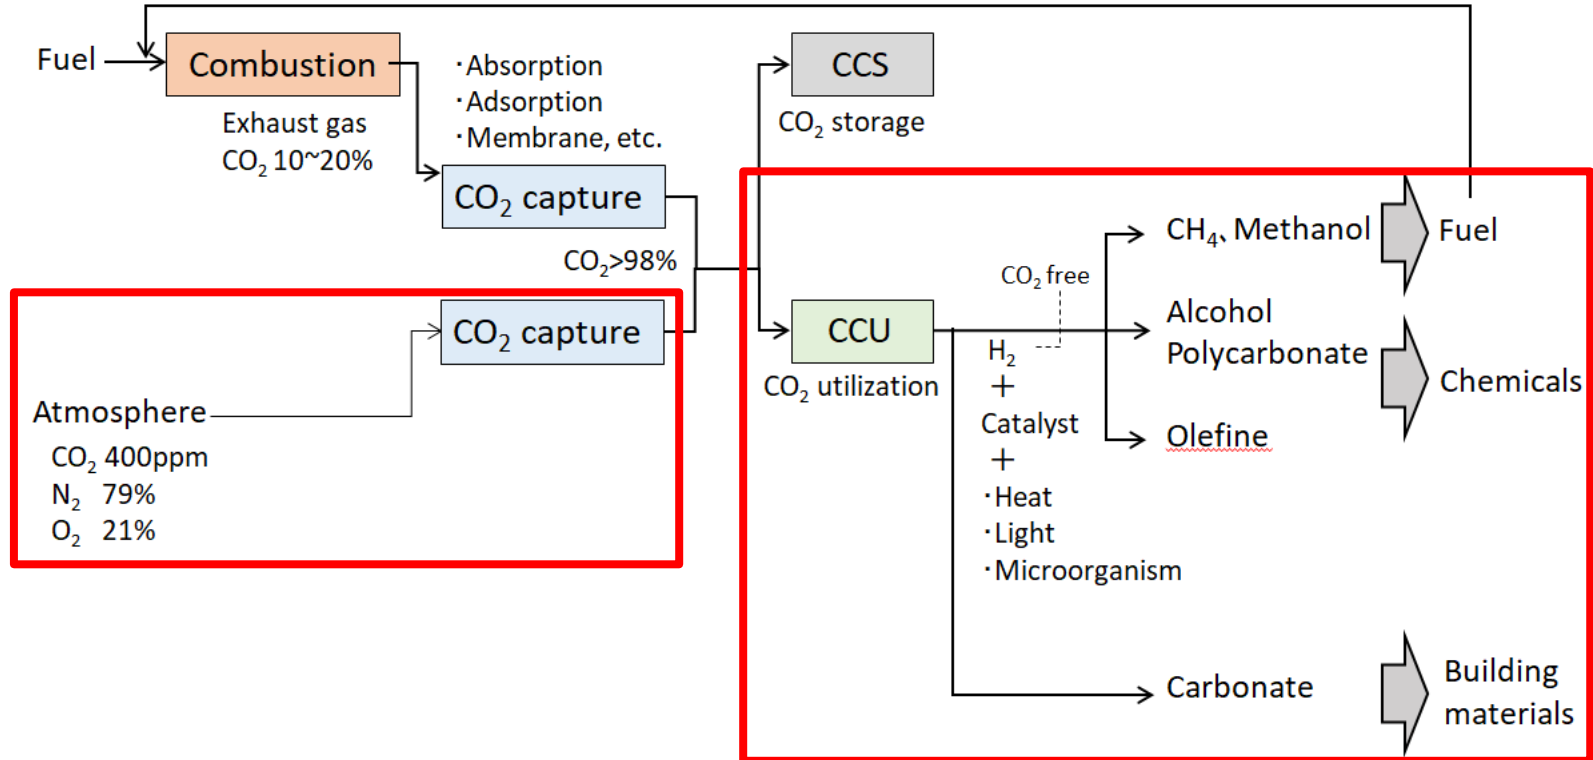 Fuel
Combustion
Exhaust gas
CO₂ 10~20%
・Absorption
・Adsorption
・Membrane, etc.
CO₂ capture
CO₂>98%
CO₂ capture
Atmosphere
CO₂ 400ppm
N₂ 79%
O₂ 21%
CCS
CO₂ storage
CCU
CO₂ utilization
CO₂ free
H₂
+
Catalyst
+
・Heat
・Light
・Microorganism
CH₄、Methanol
Fuel
Alcohol
Polycarbonate
Chemicals
Olefine
Carbonate
Building
materials